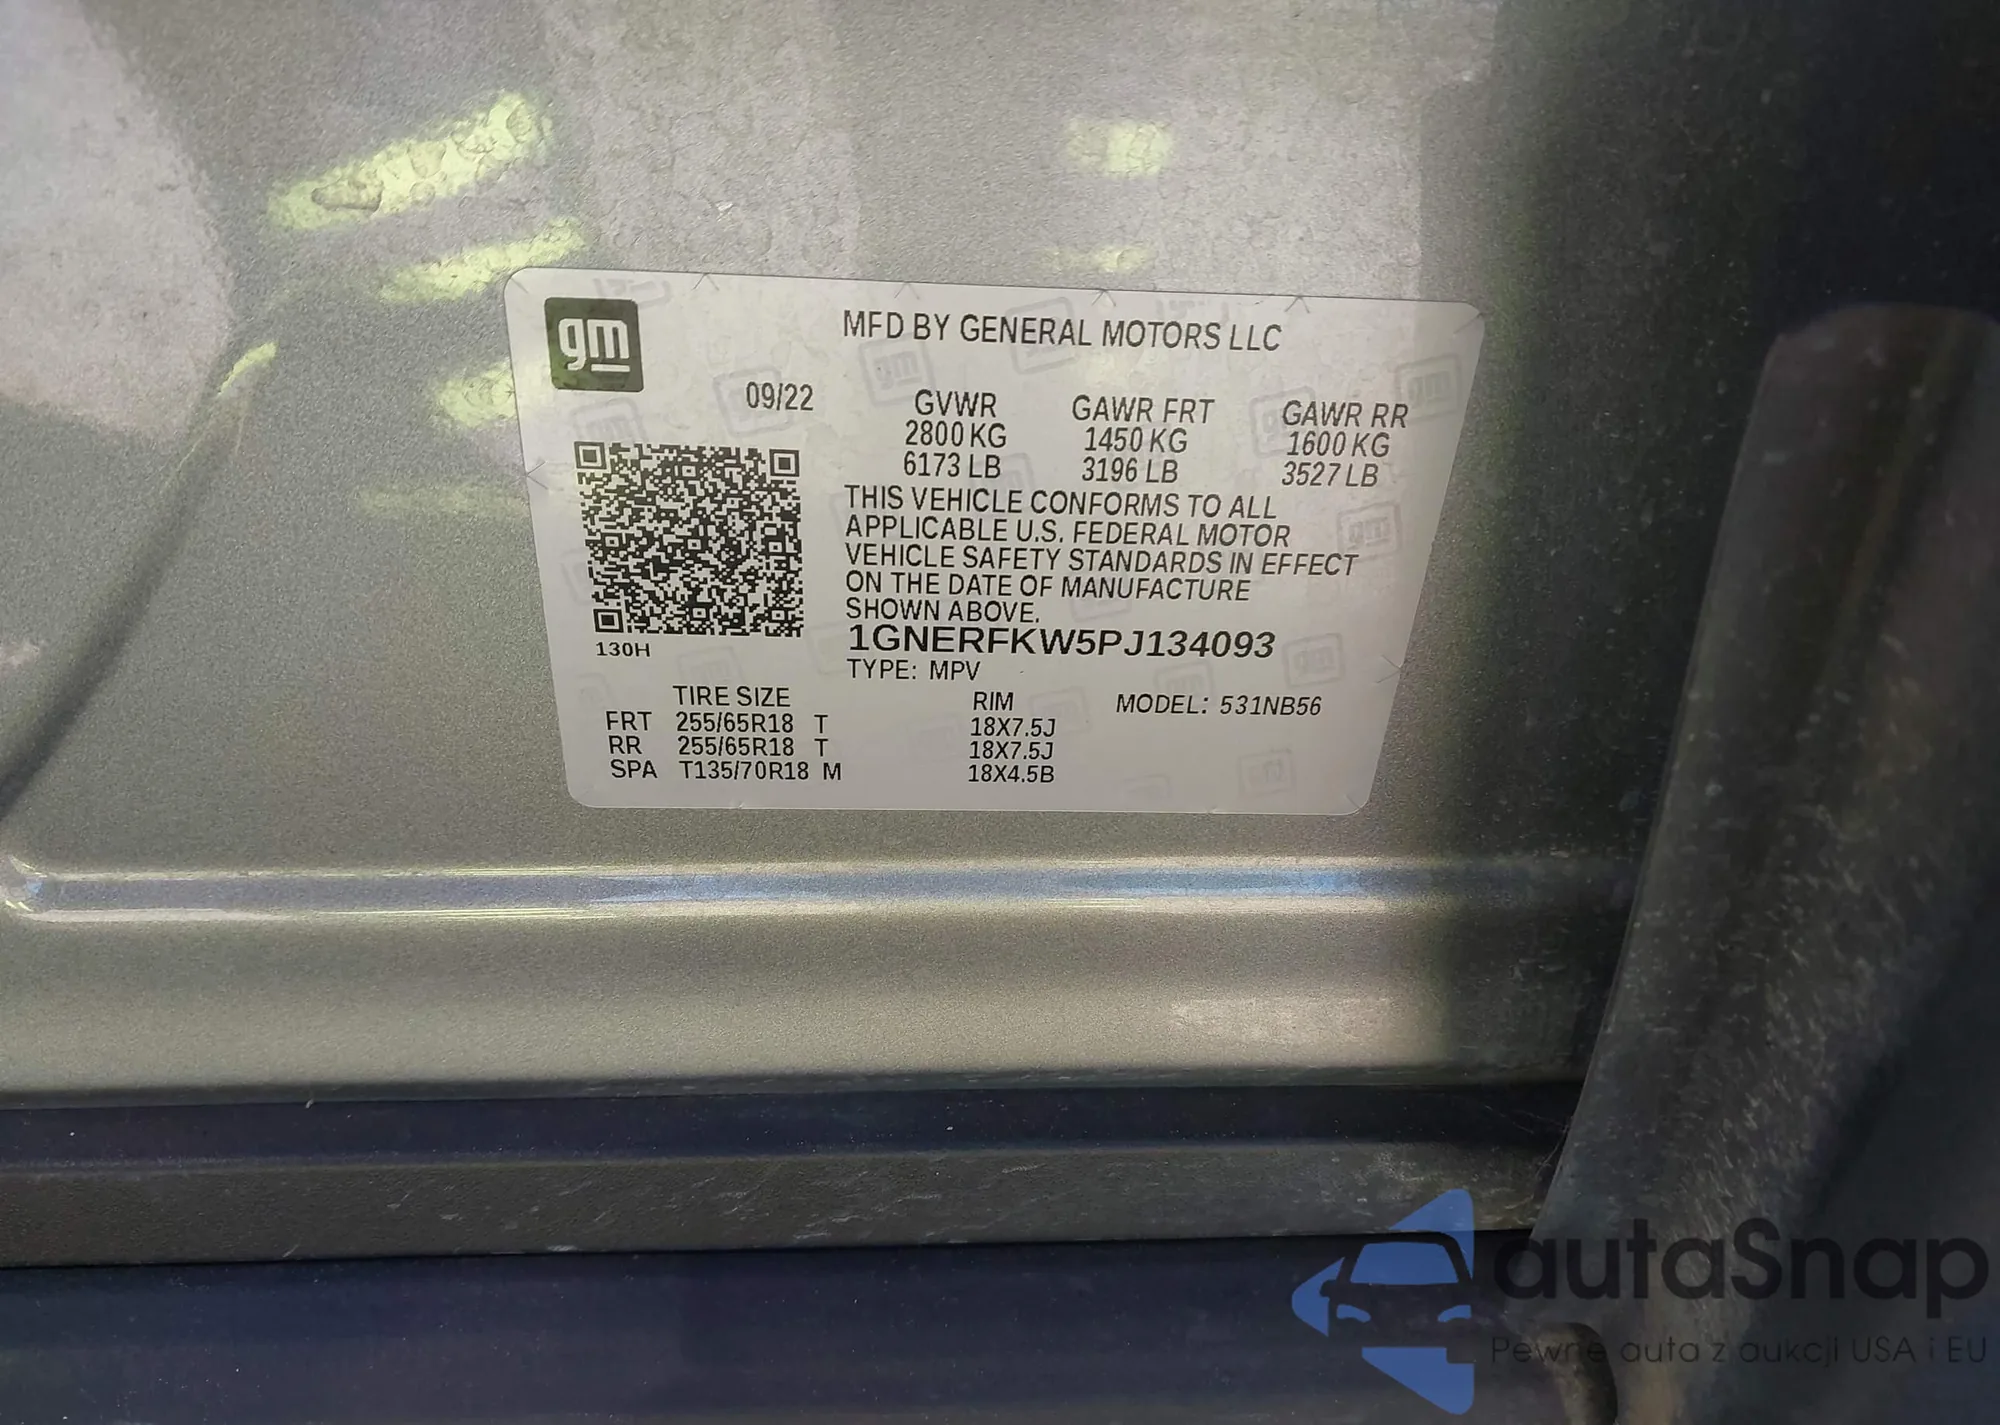 gm
MFD BY GENERAL MOTORS LLC
09/22
GVWR GAWR FRT GAWR RR
2800 KG 1450 KG 1600 KG
6173 LB 3196 LB 3527 LB
THIS VEHICLE CONFORMS TO ALL
APPLICABLE U.S. FEDERAL MOTOR
VEHICLE SAFETY STANDARDS IN EFFECT
ON THE DATE OF MANUFACTURE
SHOWN ABOVE.
130H
1GNERFKW5PJ134093
TYPE: MPV
TIRE SIZE RIM MODEL: 531NB56
FRT 255/65R18 T 18X7.5J
RR 255/65R18 T 18X7.5J
SPA T135/70R18 M 18X4.5B
autaSnap
Pewne auta z aukcji USA i EU